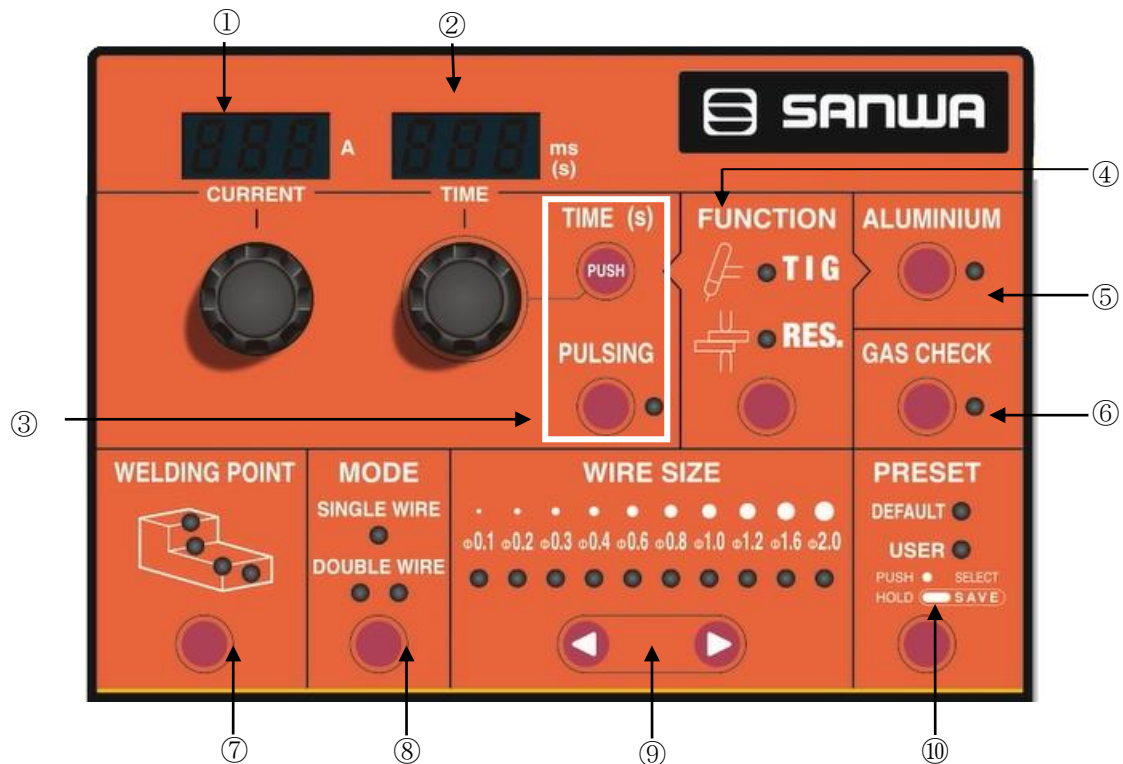 ① ②
SANWA
888 A 888 ms
(s)
④
CURRENT TIME
TIME (s) FUNCTION ALUMINIUM
PUSH TIG
⑤
RES.
PULSING GAS CHECK
③ ⑥
WELDING POINT MODE WIRE SIZE PRESET
SINGLE WIRE DEFAULT
Φ0.1 Φ0.2 Φ0.3 Φ0.4 Φ0.6 Φ0.8 Φ1.0 Φ1.2 Φ1.6 Φ2.0
USER
DOUBLE WIRE
PUSH SELECT
HOLD SAVE
⑦ ⑧ ⑨ ⑩